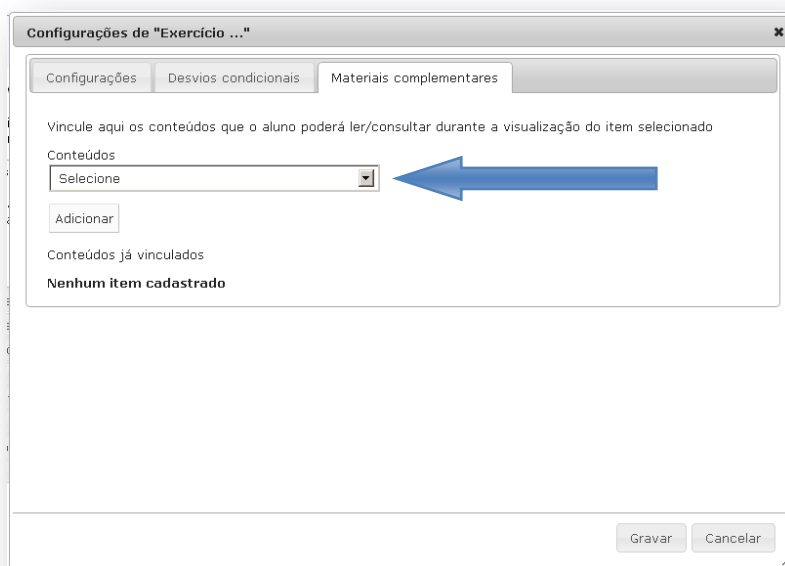 Configurações de "Exercício ..."
Configurações
Desvios condicionais
Materiais complementares
Vincule aqui os conteúdos que o aluno poderá ler/consultar durante a visualização do item selecionado
Conteúdos
Selecione
Adicionar
Conteúdos já vinculados
Nenhum item cadastrado
Gravar
Cancelar